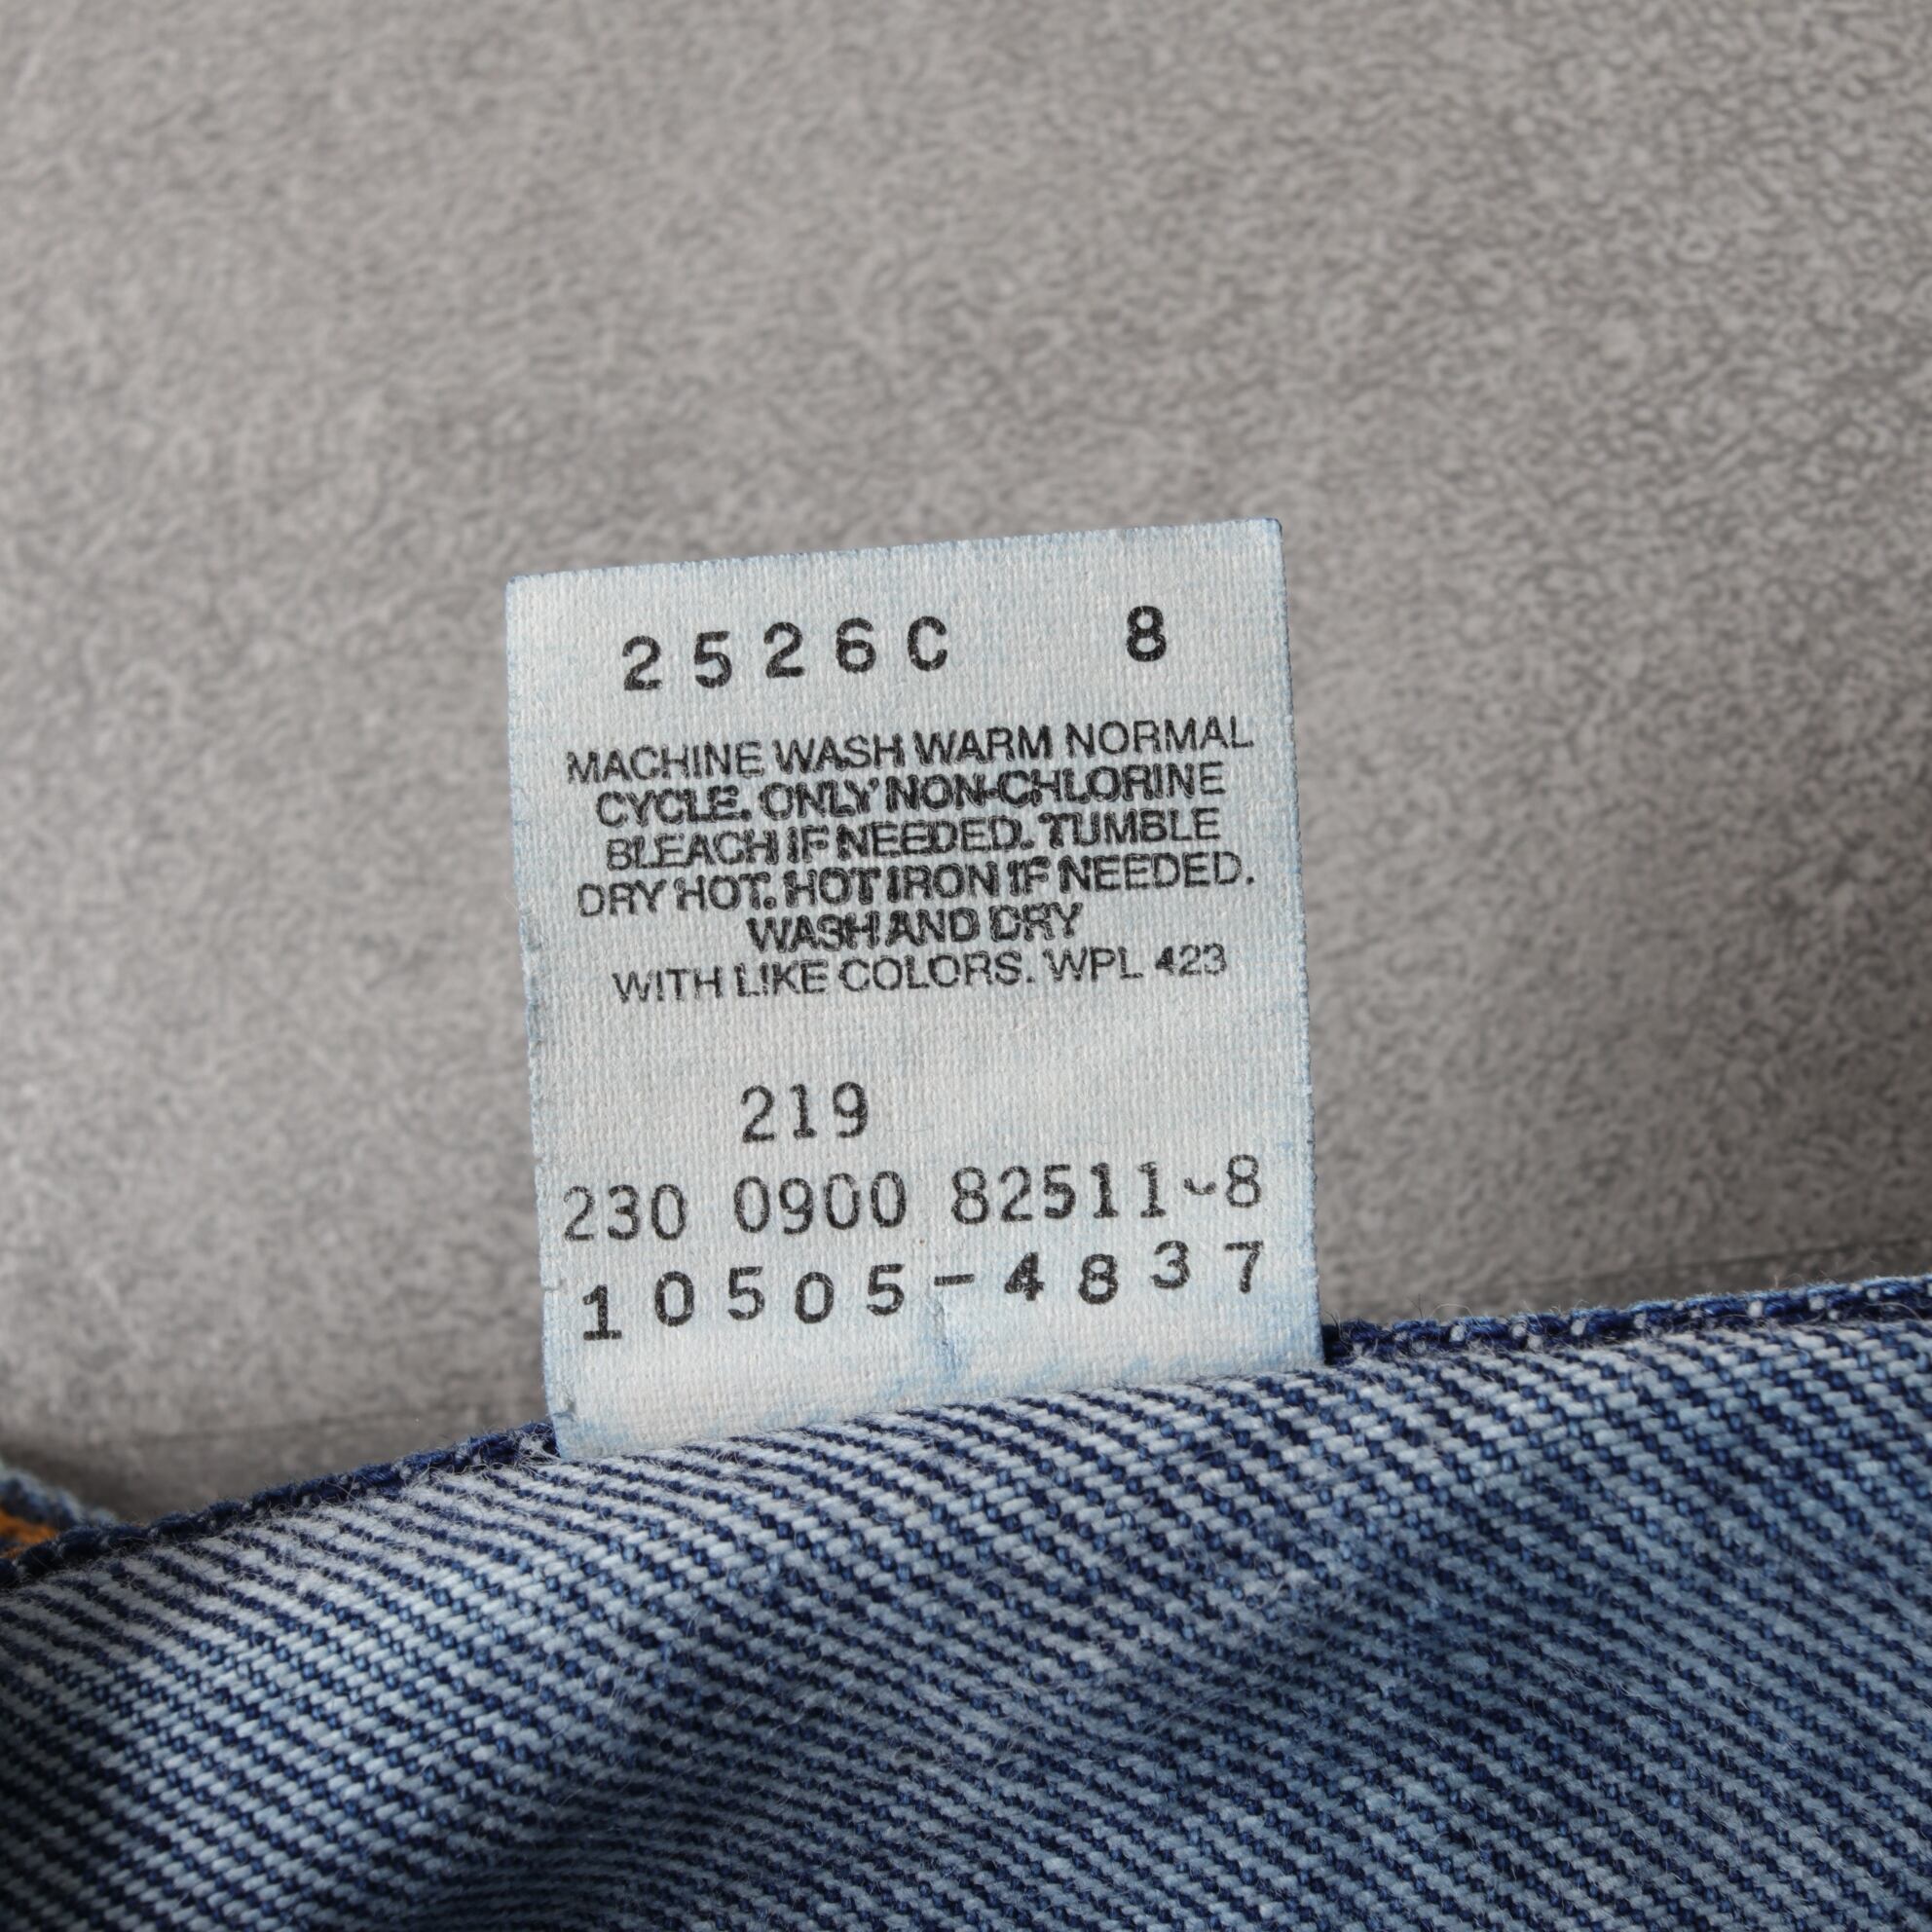 2526C 8
MACHINE WASH WARM NORMAL
CYCLE. ONLY NON-CHLORINE
BLEACH IF NEEDED. TUMBLE
DRY HOT. HOT IRON IF NEEDED.
WASH AND DRY
WITH LIKE COLORS. WPL 423
219
230 0900 82511-8
10505-4837